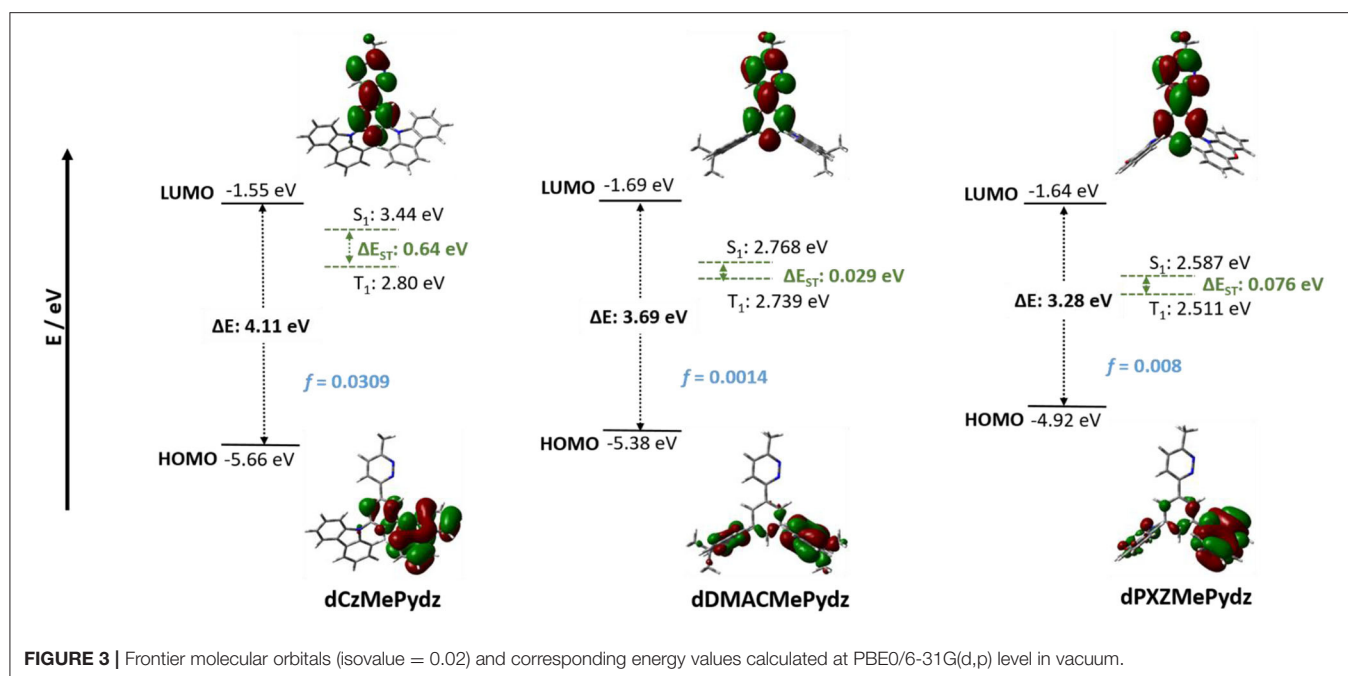 E / eV
LUMO -1.55 eV
S1: 3.44 eV
ΔEST: 0.64 eV
T1: 2.80 eV
ΔE: 4.11 eV
f = 0.0309
HOMO -5.66 eV
dCzMePydz
LUMO -1.69 eV
S1: 2.768 eV
ΔEST: 0.029 eV
T1: 2.739 eV
ΔE: 3.69 eV
f = 0.0014
HOMO -5.38 eV
dDMACMePydz
LUMO -1.64 eV
S1: 2.587 eV
ΔEST: 0.076 eV
T1: 2.511 eV
ΔE: 3.28 eV
f = 0.008
HOMO -4.92 eV
dPXZMePydz
FIGURE 3 | Frontier molecular orbitals (isovalue = 0.02) and corresponding energy values calculated at PBE0/6-31G(d,p) level in vacuum.